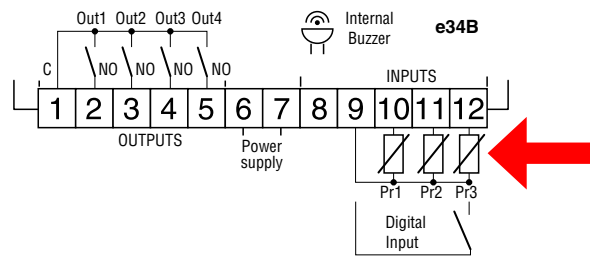 Out1 Out2 Out3 Out4
Internal
Buzzer
e34B
C NO NO NO NO
INPUTS
1 2 3 4 5 6 7 8 9 10 11 12
OUTPUTS
Power
supply
Pr1 Pr2 Pr3
Digital
Input